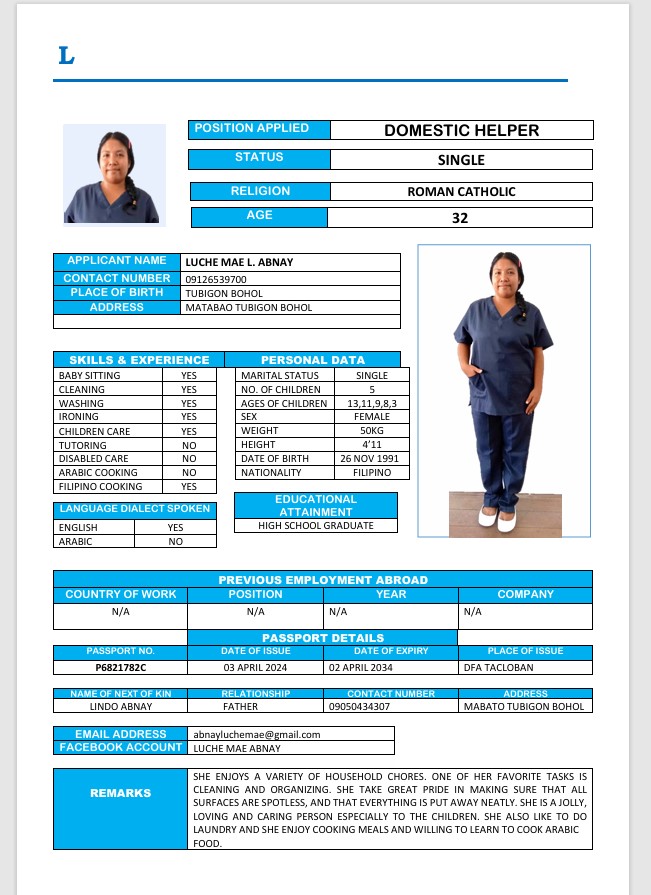 L
POSITION APPLIED DOMESTIC HELPER
STATUS SINGLE
RELIGION ROMAN CATHOLIC
AGE 32
APPLICANT NAME LUCHE MAE L. ABNAY
CONTACT NUMBER 09126539700
PLACE OF BIRTH TUBIGON BOHOL
ADDRESS MATABAO TUBIGON BOHOL
SKILLS & EXPERIENCE PERSONAL DATA
BABY SITTING YES MARITAL STATUS SINGLE
CLEANING YES NO. OF CHILDREN 5
WASHING YES AGES OF CHILDREN 13,11,9,8,3
IRONING YES SEX FEMALE
CHILDREN CARE YES WEIGHT 50KG
TUTORING NO HEIGHT 4'11
DISABLED CARE NO DATE OF BIRTH 26 NOV 1991
ARABIC COOKING NO NATIONALITY FILIPINO
FILIPINO COOKING YES
LANGUAGE DIALECT SPOKEN
ENGLISH YES
ARABIC NO
EDUCATIONAL
ATTAINMENT
HIGH SCHOOL GRADUATE
PREVIOUS EMPLOYMENT ABROAD
COUNTRY OF WORK POSITION YEAR COMPANY
N/A N/A N/A N/A
PASSPORT DETAILS
PASSPORT NO. DATE OF ISSUE DATE OF EXPIRY PLACE OF ISSUE
P6821782C 03 APRIL 2024 02 APRIL 2034 DFA TACLOBAN
NAME OF NEXT OF KIN RELATIONSHIP CONTACT NUMBER ADDRESS
LINDO ABNAY FATHER 09050434307 MABATO TUBIGON BOHOL
EMAIL ADDRESS abnayluchemae@gmail.com
FACEBOOK ACCOUNT LUCHE MAE ABNAY
REMARKS
SHE ENJOYS A VARIETY OF HOUSEHOLD CHORES. ONE OF HER FAVORITE TASKS IS
CLEANING AND ORGANIZING. SHE TAKE GREAT PRIDE IN MAKING SURE THAT ALL
SURFACES ARE SPOTLESS, AND THAT EVERYTHING IS PUT AWAY NEATLY. SHE IS A JOLLY,
LOVING AND CARING PERSON ESPECIALLY TO THE CHILDREN. SHE ALSO LIKE TO DO
LAUNDRY AND SHE ENJOY COOKING MEALS AND WILLING TO LEARN TO COOK ARABIC
FOOD.